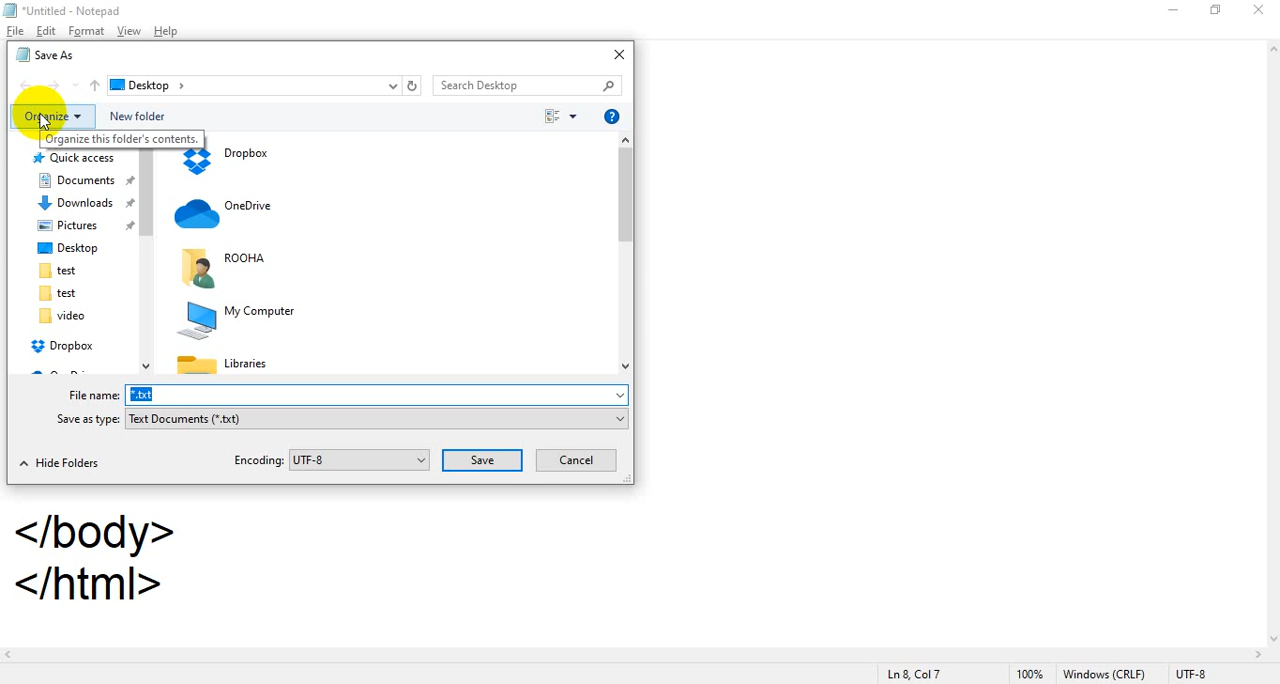 *Untitled - Notepad
File Edit Format View Help
Save As
Desktop
Search Desktop
Organize New folder
Organize this folder's contents.
Quick access
Documents
Downloads
Pictures
Desktop
test
test
video
Dropbox
Dropbox
OneDrive
ROOHA
My Computer
Libraries
File name: *.txt
Save as type: Text Documents (*.txt)
Hide Folders
Encoding: UTF-8
Save
Cancel
</body>
</html>
Ln 8, Col 7
100%
Windows (CRLF)
UTF-8